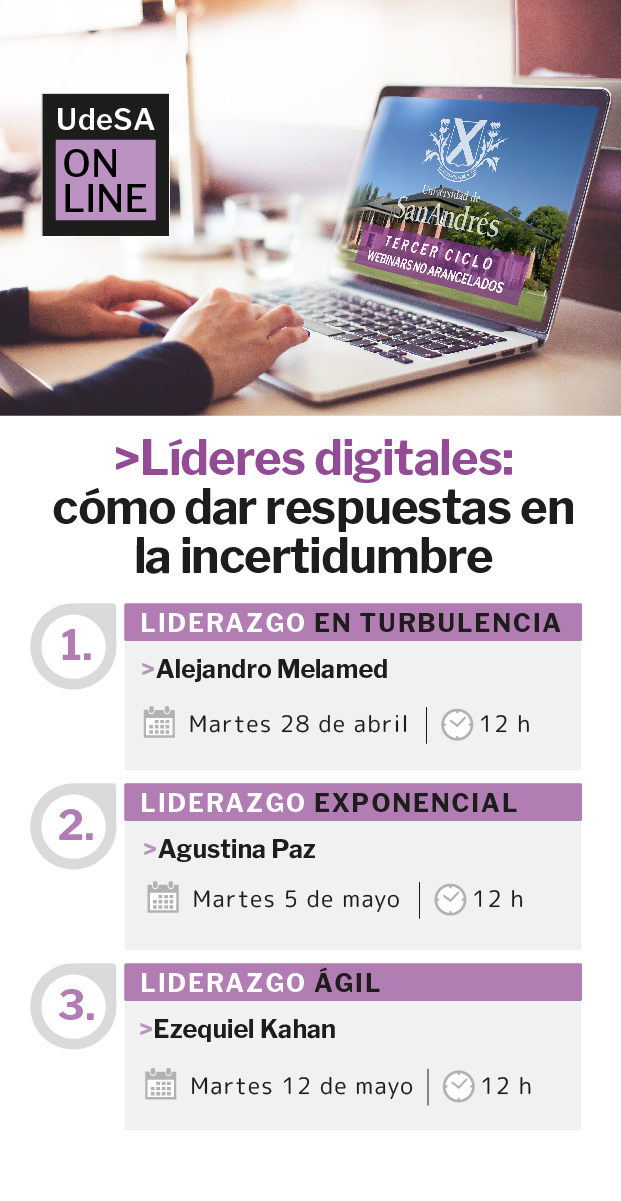 UdeSA
ON
LINE
Universidad de
SanAndrés
TERCER CICLO
WEBINARS NO ARANCELADOS
>Líderes digitales:
cómo dar respuestas en
la incertidumbre
1.
LIDERAZGO EN TURBULENCIA
>Alejandro Melamed
Martes 28 de abril | 12 h
2.
LIDERAZGO EXPONENCIAL
>Agustina Paz
Martes 5 de mayo | 12 h
3.
LIDERAZGO ÁGIL
>Ezequiel Kahan
Martes 12 de mayo | 12 h